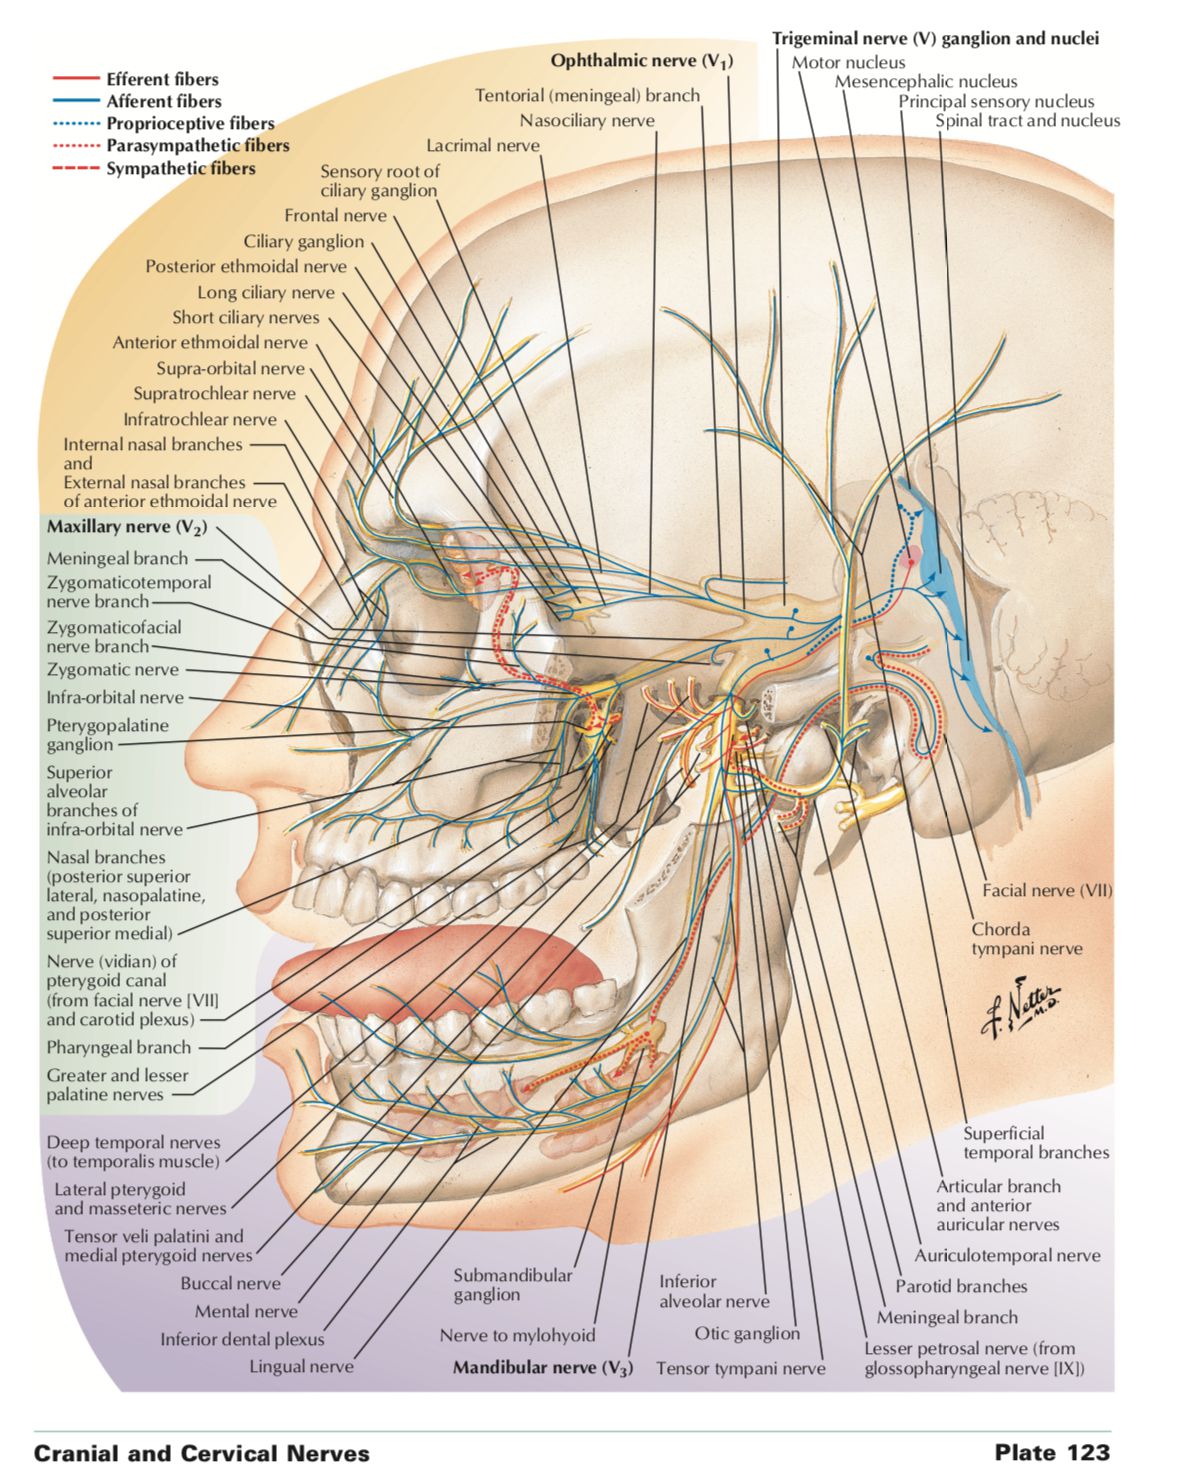 Trigeminal nerve (V) ganglion and nuclei
Motor nucleus
Mesencephalic nucleus
Principal sensory nucleus
Spinal tract and nucleus
Ophthalmic nerve (V1)
Tentorial (meningeal) branch
Nasociliary nerve
Lacrimal nerve
Sensory root of
ciliary ganglion
Frontal nerve
Ciliary ganglion
Posterior ethmoidal nerve
Long ciliary nerve
Short ciliary nerves
Anterior ethmoidal nerve
Supra-orbital nerve
Supratrochlear nerve
Infratrochlear nerve
Internal nasal branches
and
External nasal branches
of anterior ethmoidal nerve
Efferent fibers
Afferent fibers
Proprioceptive fibers
Parasympathetic fibers
Sympathetic fibers
Maxillary nerve (V2)
Meningeal branch
Zygomaticotemporal
nerve branch
Zygomaticofacial
nerve branch
Zygomatic nerve
Infra-orbital nerve
Pterygopalatine
ganglion
Superior
alveolar
branches of
infra-orbital nerve
Nasal branches
(posterior superior
lateral, nasopalatine,
and posterior
superior medial)
Nerve (vidian) of
pterygoid canal
(from facial nerve [VII]
and carotid plexus)
Pharyngeal branch
Greater and lesser
palatine nerves
Deep temporal nerves
(to temporalis muscle)
Lateral pterygoid
and masseteric nerves
Tensor veli palatini and
medial pterygoid nerves
Buccal nerve
Mental nerve
Inferior dental plexus
Lingual nerve
Submandibular
ganglion
Nerve to mylohyoid
Mandibular nerve (V3)
Inferior
alveolar nerve
Otic ganglion
Tensor tympani nerve
Facial nerve (VII)
Chorda
tympani nerve
F. Netter
M.D.
Superficial
temporal branches
Articular branch
and anterior
auricular nerves
Auriculotemporal nerve
Parotid branches
Meningeal branch
Lesser petrosal nerve (from
glossopharyngeal nerve [IX])
Cranial and Cervical Nerves
Plate 123